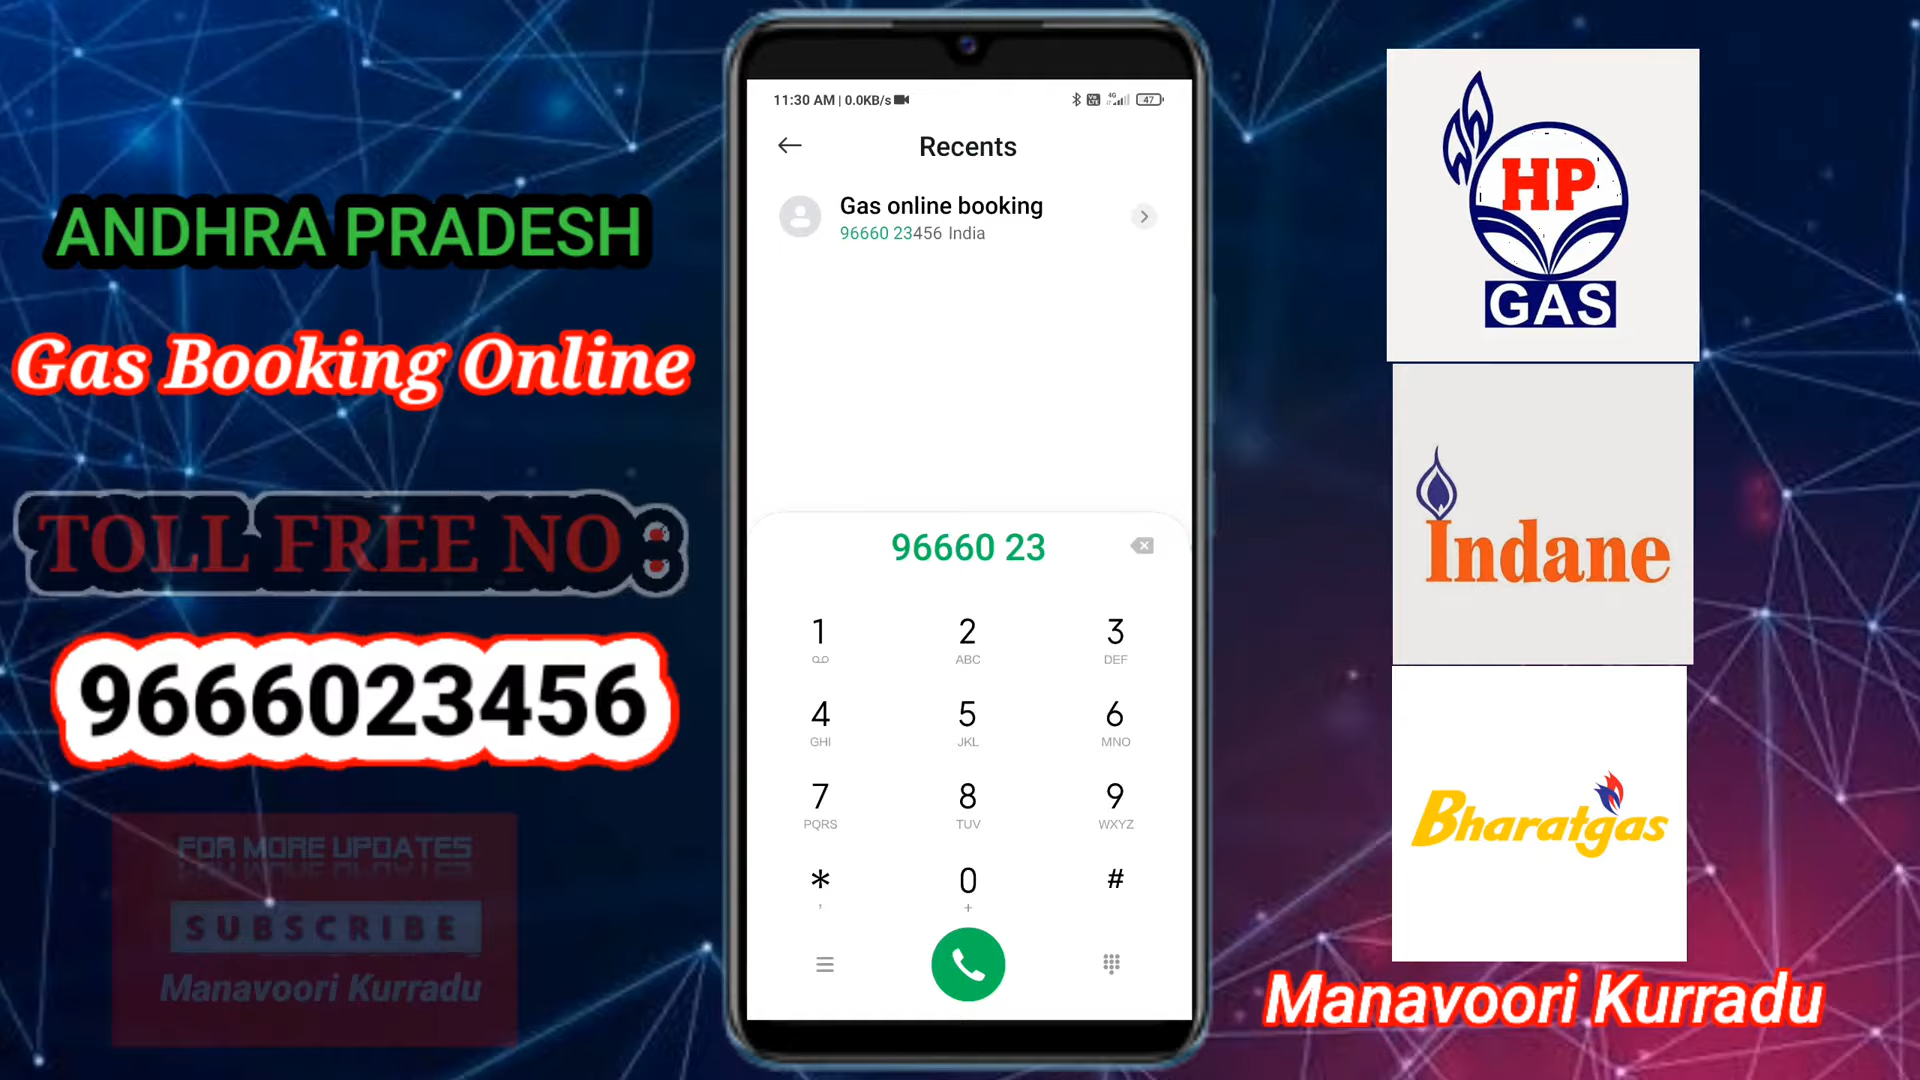 ANDHRA PRADESH
Gas Booking Online
TOLL FREE NO :
9666023456
FOR MORE UPDATES
SUBSCRIBE
Manavoori Kurradu
11:30 AM | 0.0KB/s
4G
47
Recents
Gas online booking
96660 23456 India
96660 23
1 2 3
ABC DEF
4 5 6
GHI JKL MNO
7 8 9
PQRS TUV WXYZ
* 0 #
, +
HP
GAS
Indane
Bharatgas
Manavoori Kurradu